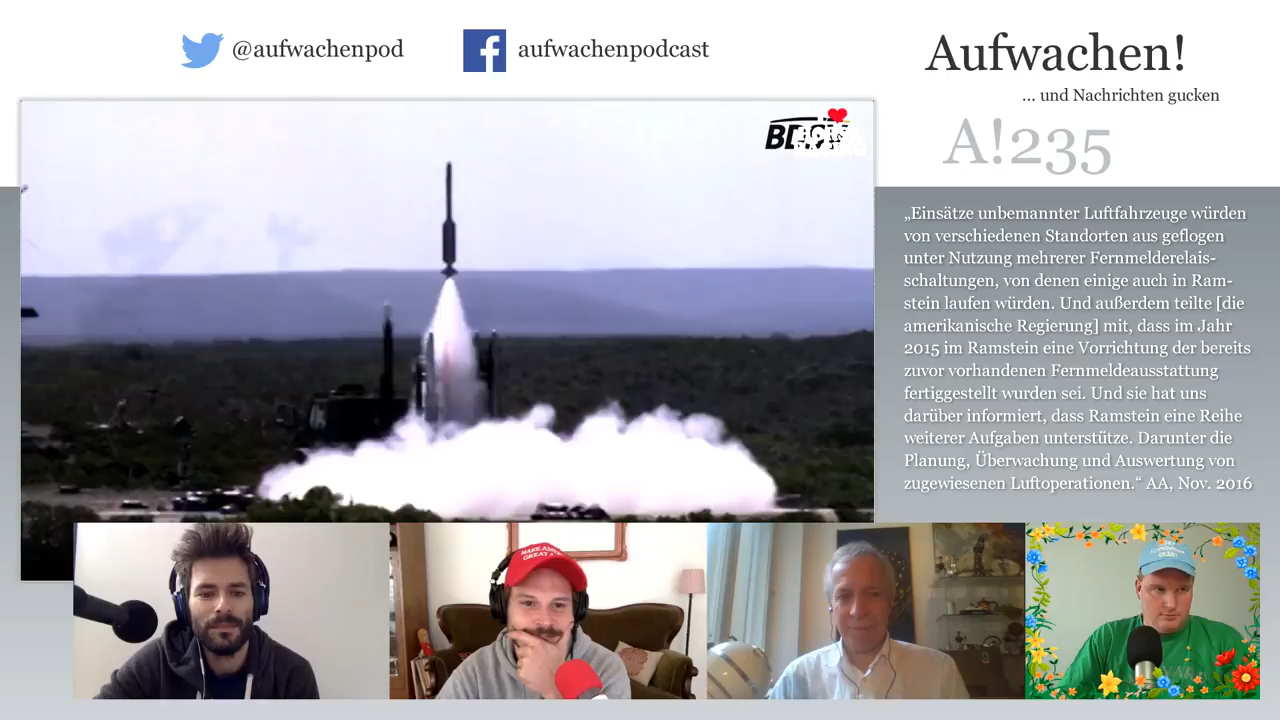 @aufwachenpod
aufwachenpodcast
Aufwachen!
... und Nachrichten gucken
A!235
„Einsätze unbemannter Luftfahrzeuge würden
von verschiedenen Standorten aus geflogen
unter Nutzung mehrerer Fernmelderelais-
schaltungen, von denen einige auch in Ram-
stein laufen würden. Und außerdem teilte [die
amerikanische Regierung] mit, dass im Jahr
2015 im Ramstein eine Vorrichtung der bereits
zuvor vorhandenen Fernmeldeausstattung
fertiggestellt wurden sei. Und sie hat uns
darüber informiert, dass Ramstein eine Reihe
weiterer Aufgaben unterstütze. Darunter die
Planung, Überwachung und Auswertung von
zugewiesenen Luftoperationen.“ AA, Nov. 2016
GREAT